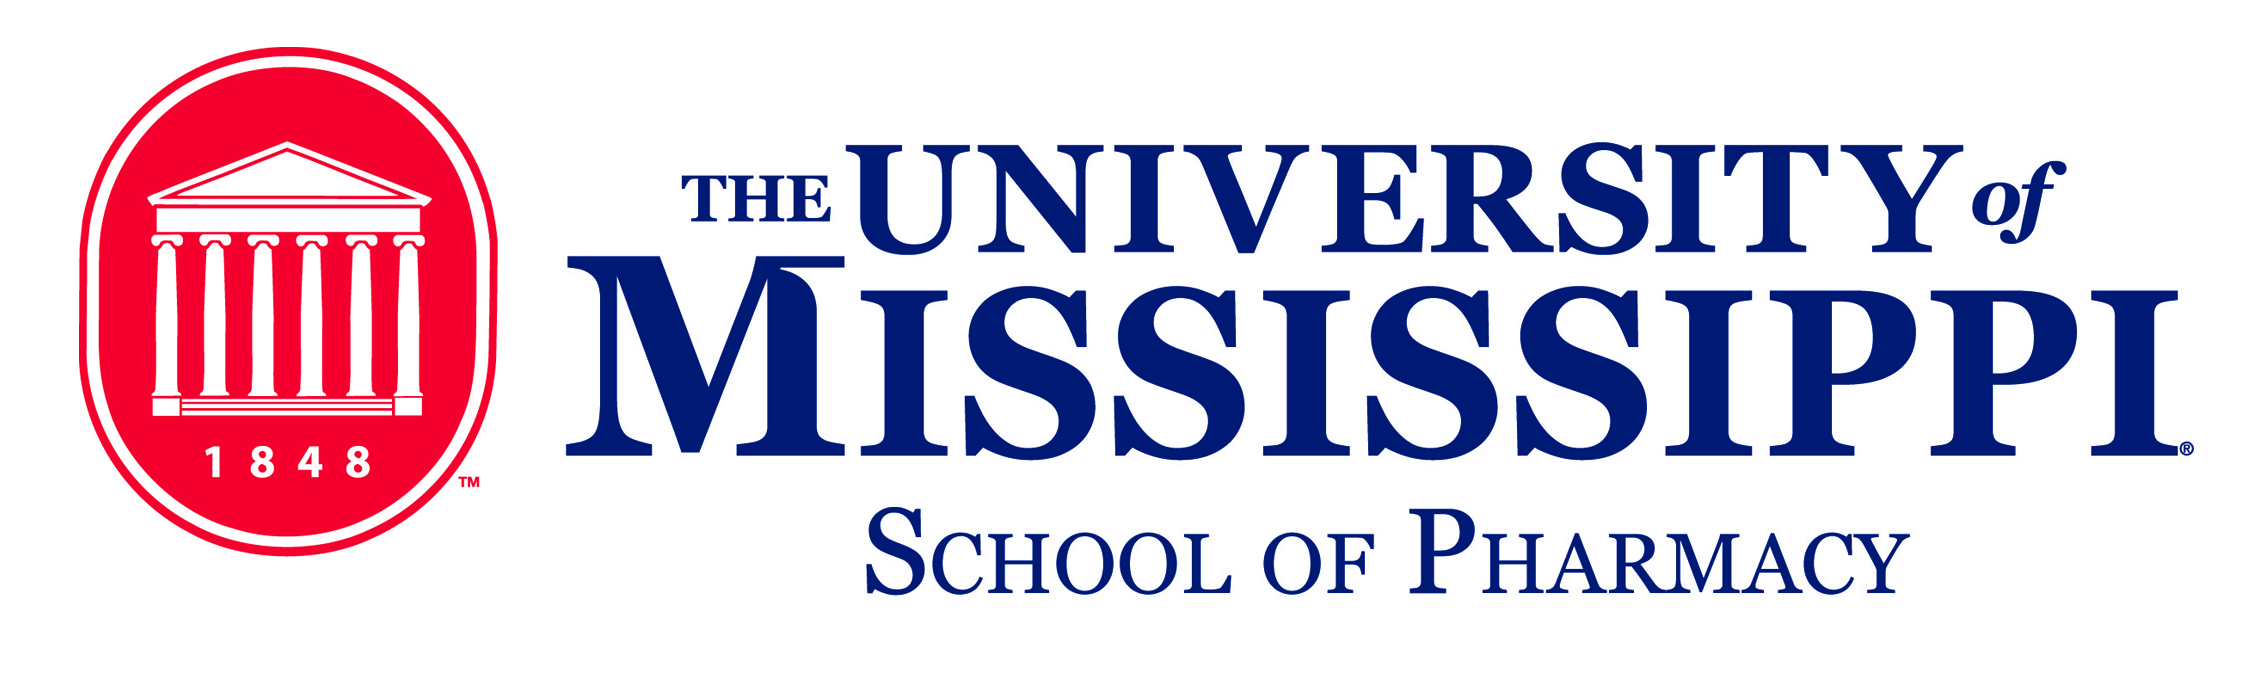 1848
™
THE UNIVERSITY of
MISSISSIPPI®
SCHOOL OF PHARMACY